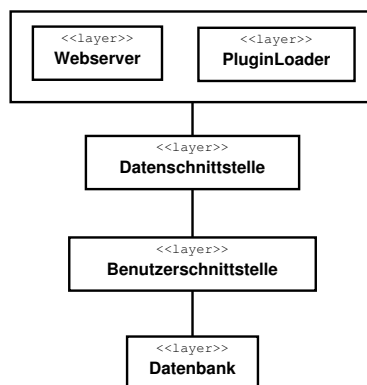 <<layer>>
Webserver
<<layer>>
PluginLoader
<<layer>>
Datenschnittstelle
<<layer>>
Benutzerschnittstelle
<<layer>>
Datenbank